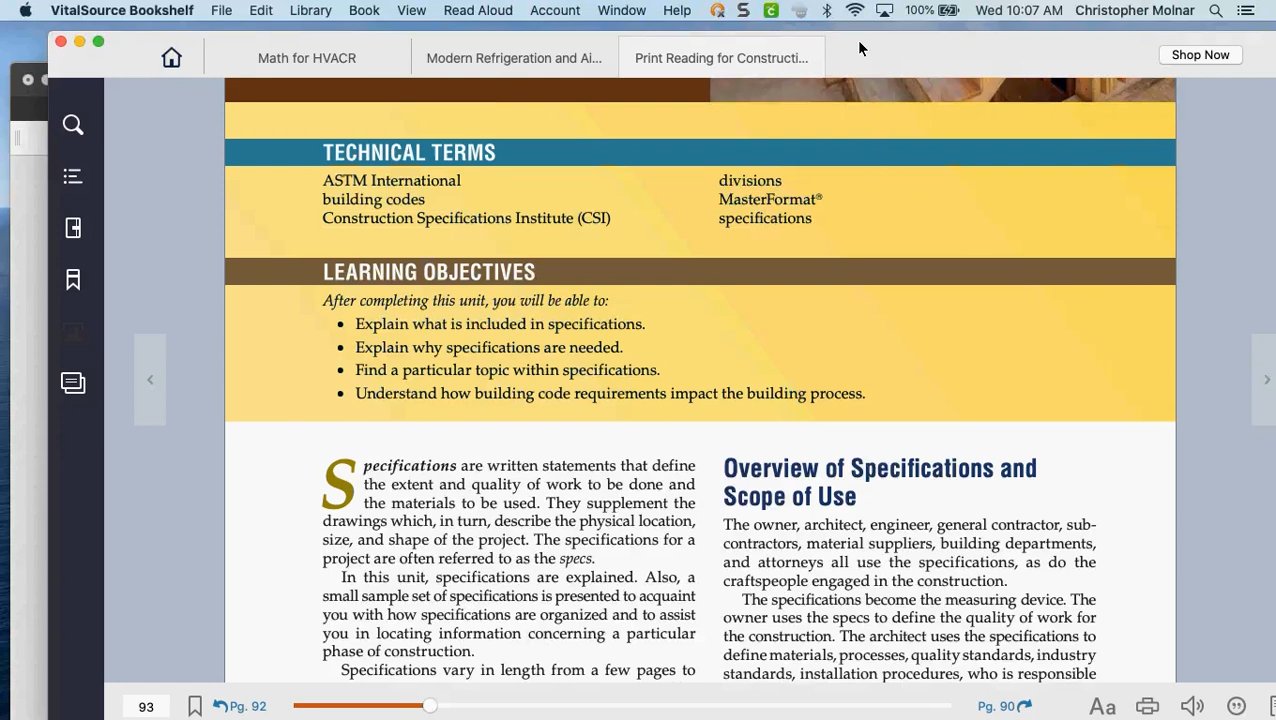 VitalSource Bookshelf File Edit Library Book View Read Aloud Account Window Help 100% Wed 10:07 AM Christopher Molnar
Math for HVACR Modern Refrigeration and Ai... Print Reading for Constructi... Shop Now
TECHNICAL TERMS
ASTM International
building codes
Construction Specifications Institute (CSI)
divisions
MasterFormat®
specifications
LEARNING OBJECTIVES
After completing this unit, you will be able to:
• Explain what is included in specifications.
• Explain why specifications are needed.
• Find a particular topic within specifications.
• Understand how building code requirements impact the building process.
Specifications are written statements that define
the extent and quality of work to be done and
the materials to be used. They supplement the
drawings which, in turn, describe the physical location,
size, and shape of the project. The specifications for a
project are often referred to as the specs.
In this unit, specifications are explained. Also, a
small sample set of specifications is presented to acquaint
you with how specifications are organized and to assist
you in locating information concerning a particular
phase of construction.
Specifications vary in length from a few pages to
Overview of Specifications and
Scope of Use
The owner, architect, engineer, general contractor, sub-
contractors, material suppliers, building departments,
and attorneys all use the specifications, as do the
craftspeople engaged in the construction.
The specifications become the measuring device. The
owner uses the specs to define the quality of work for
the construction. The architect uses the specifications to
define materials, processes, quality standards, industry
standards, installation procedures, who is responsible
93 Pg. 92 Pg. 90 Aa